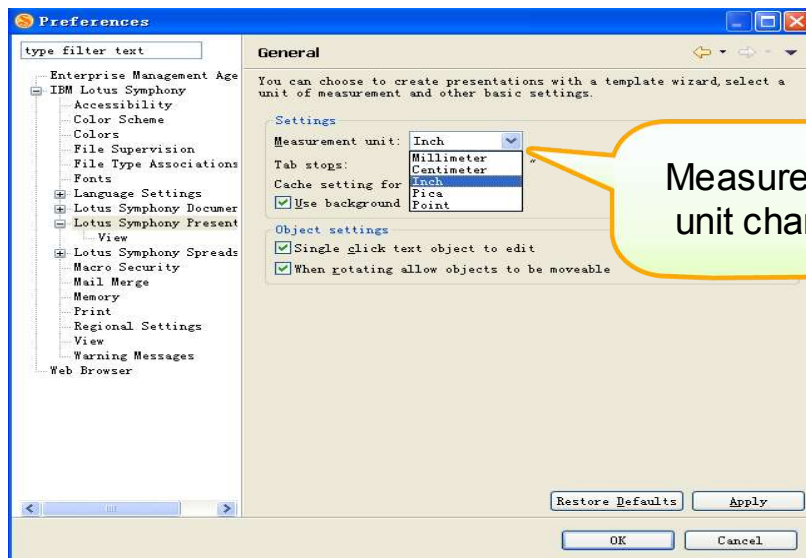 Preferences
type filter text
Enterprise Management Age
IBM Lotus Symphony
Accessibility
Color Scheme
Colors
File Supervision
File Type Associations
Fonts
Language Settings
Lotus Symphony Documer
Lotus Symphony Present
View
Lotus Symphony Spreads
Macro Security
Mail Merge
Memory
Print
Regional Settings
View
Warning Messages
Web Browser
General
You can choose to create presentations with a template wizard, select a
unit of measurement and other basic settings.
Settings
Measurement unit: Inch
Millimeter
Centimeter
Inch
Pica
Point
Tab stops: "
Cache setting for
Use background
Object settings
Single click text object to edit
When rotating allow objects to be moveable
Measure
unit char
Restore Defaults
Apply
OK
Cancel